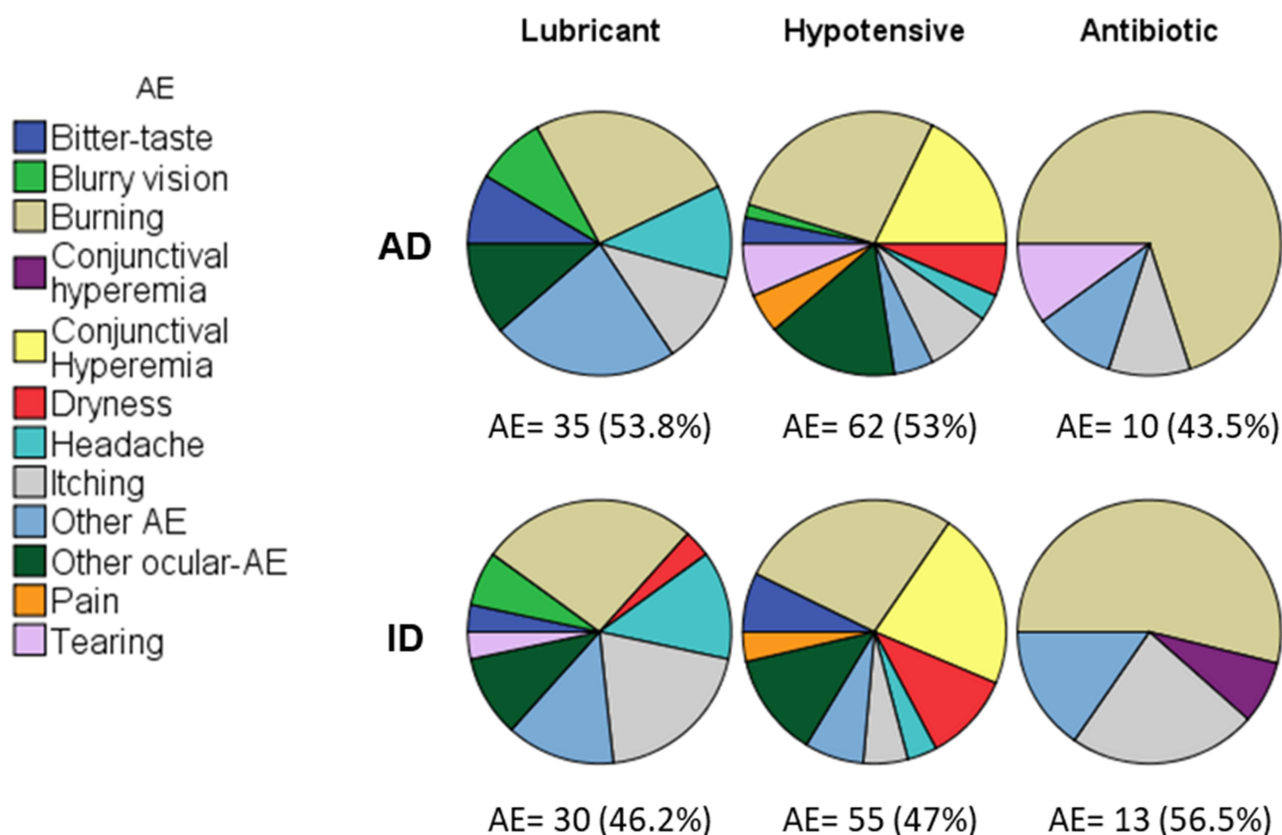 Lubricant Hypotensive Antibiotic
AE
Bitter-taste
Blurry vision
Burning
Conjunctival
hyperemia
Conjunctival
Hyperemia
Dryness
Headache
Itching
Other AE
Other ocular-AE
Pain
Tearing
AD
AE= 35 (53.8%) AE= 62 (53%) AE= 10 (43.5%)
ID
AE= 30 (46.2%) AE= 55 (47%) AE= 13 (56.5%)